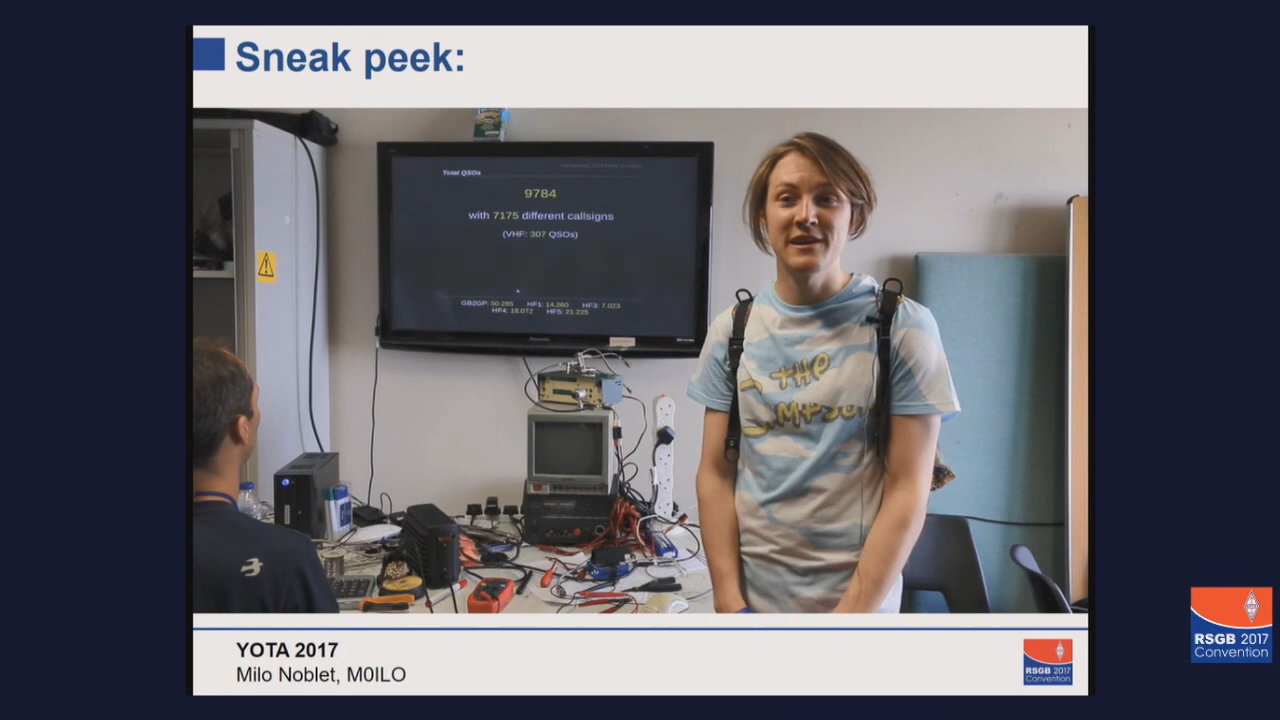 Sneak peek:
Total QSOs
9784
with 7175 different callsigns
(VHF: 307 QSOs)
GB2GP: 50.285 HF1: 14.260 HF3: 7.023
HF4: 18.072 HF5: 21.225
Panasonic
THE
SIMPSO
YOTA 2017
Milo Noblet, M0ILO
RSGB 2017
Convention
RSGB 2017
Convention